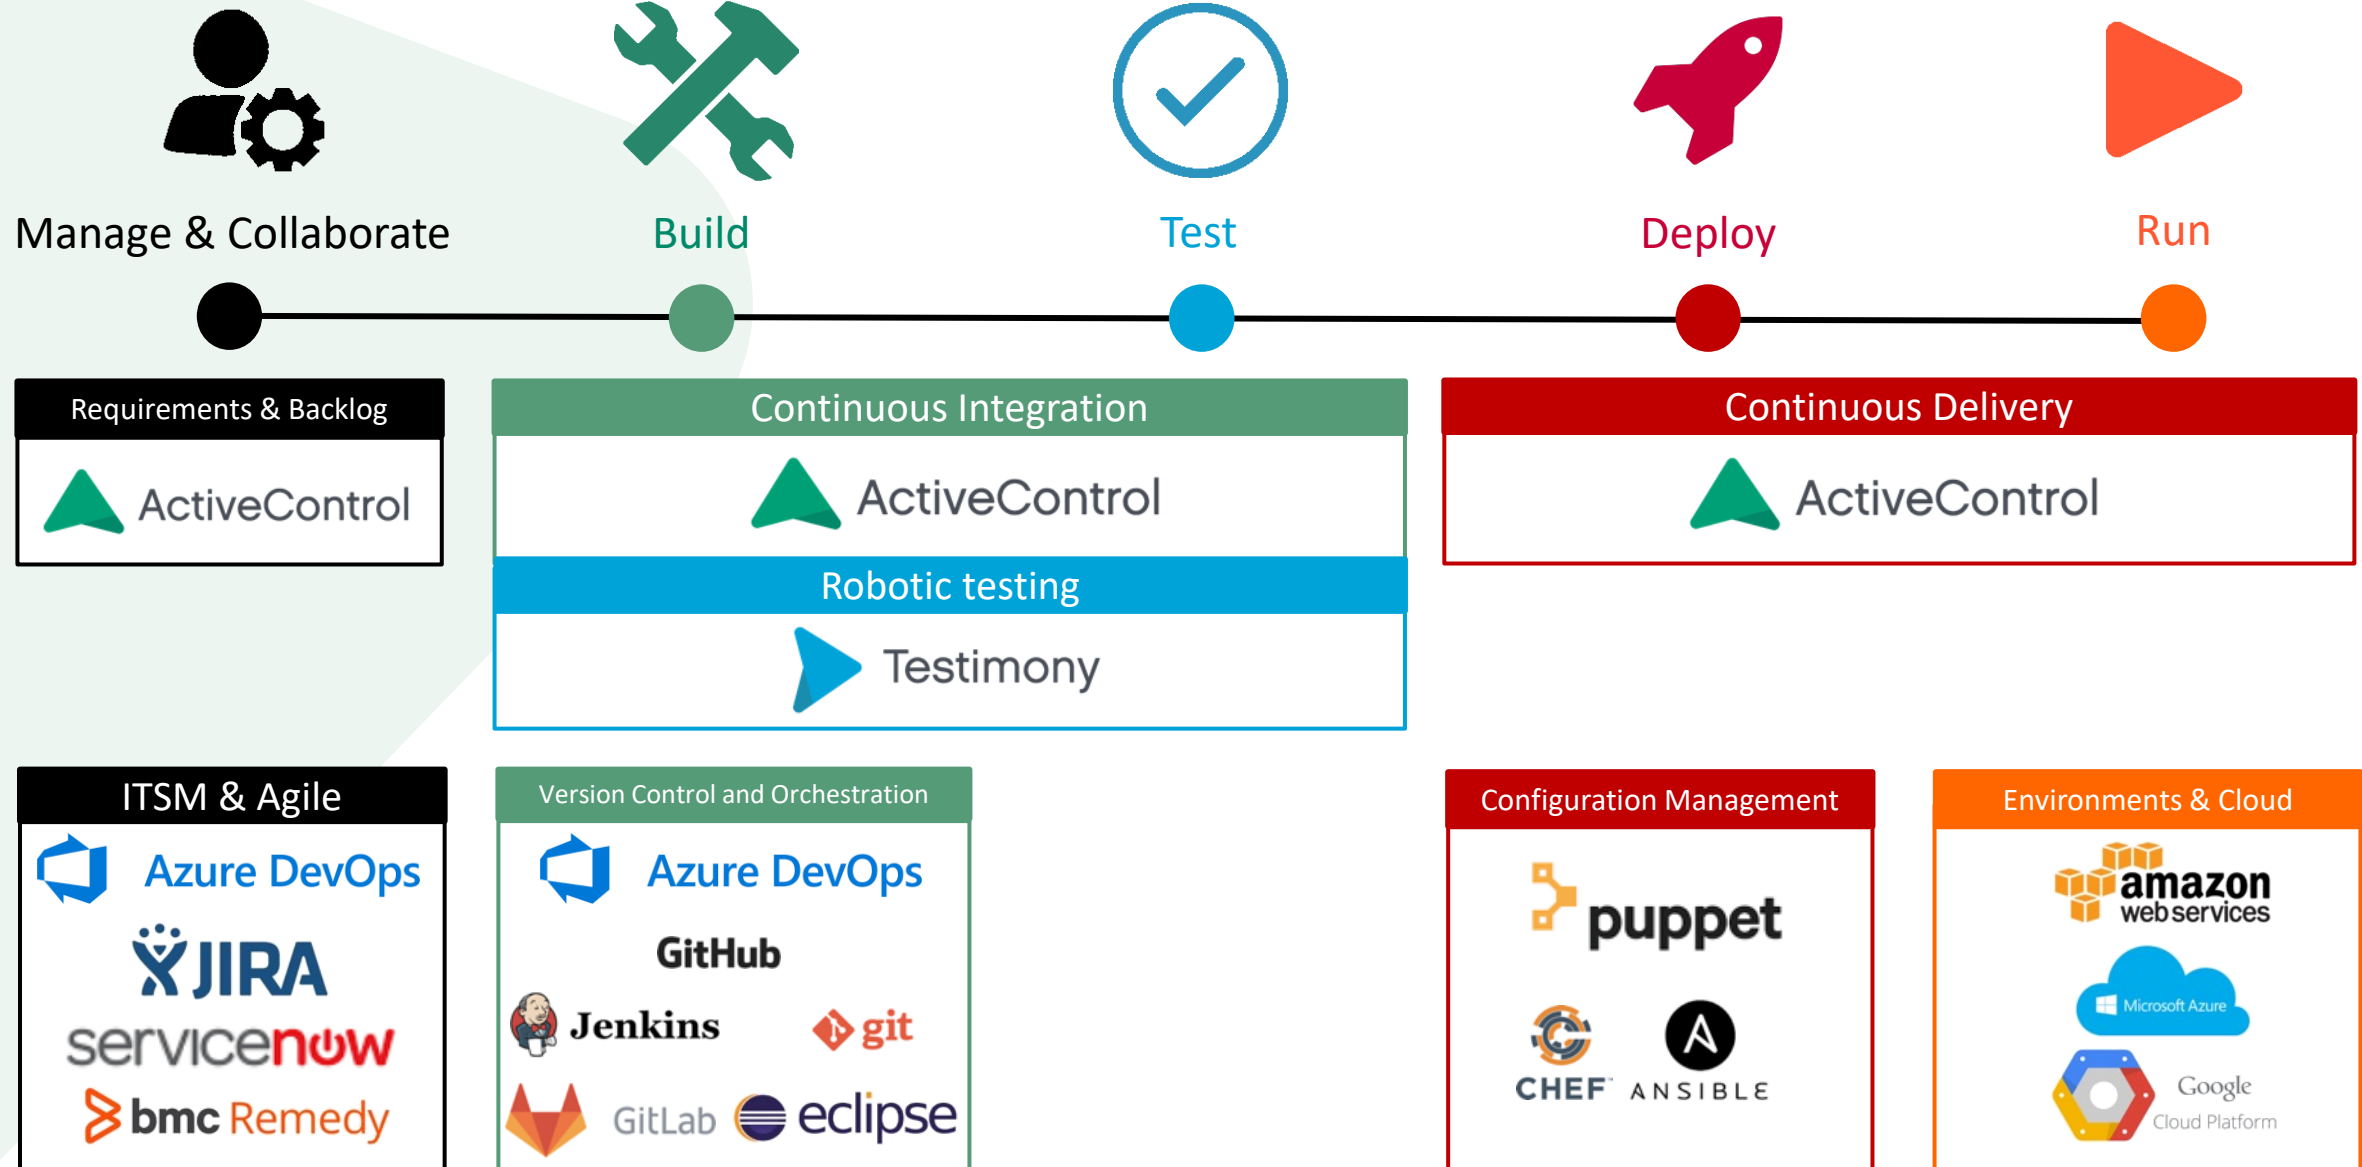 Manage & Collaborate
Build
Test
Deploy
Run
Requirements & Backlog
ActiveControl
Continuous Integration
ActiveControl
Robotic testing
Testimony
Continuous Delivery
ActiveControl
ITSM & Agile
Azure DevOps
JIRA
servicenow
bmc Remedy
Version Control and Orchestration
Azure DevOps
GitHub
Jenkins
git
GitLab
eclipse
Configuration Management
puppet
CHEF™
ANSIBLE
Environments & Cloud
amazon
web services
Microsoft Azure
Google
Cloud Platform